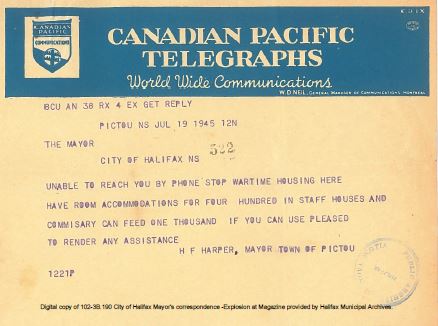 C.D.1X
CANADIAN
PACIFIC
COMMUNICATIONS
CANADIAN PACIFIC
TELEGRAPHS
World Wide Communications
W.D. NEIL, GENERAL MANAGER OF COMMUNICATIONS, MONTREAL
8CU AN 38 RX 4 EX GET REPLY
PICTOU NS JUL 19 1945 12N
THE MAYOR
CITY OF HALIFAX NS
322
UNABLE TO REACH YOU BY PHONE STOP WARTIME HOUSING HERE
HAVE ROOM ACCOMMODATIONS FOR FOUR HUNDRED IN STAFF HOUSES AND
COMMISARY CAN FEED ONE THOUSAND IF YOU CAN USE PLEASED
TO RENDER ANY ASSISTANCE
H F HARPER, MAYOR TOWN OF PICTOU
1221P
Digital copy of 102-3B.190 City of Halifax Mayor's correspondence -Explosion at Magazine provided by Halifax Municipal Archives.